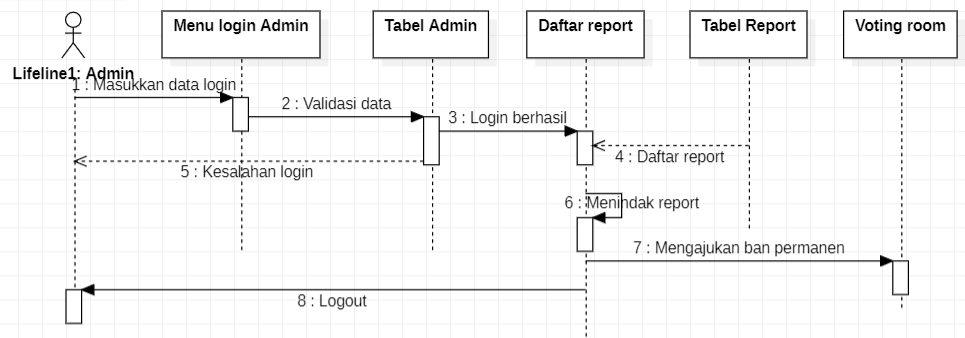 Menu login Admin
Tabel Admin
Daftar report
Tabel Report
Voting room
Lifeline1: Admin
1 : Masukkan data login
2 : Validasi data
3 : Login berhasil
4 : Daftar report
5 : Kesalahan login
6 : Menindak report
7 : Mengajukan ban permanen
8 : Logout